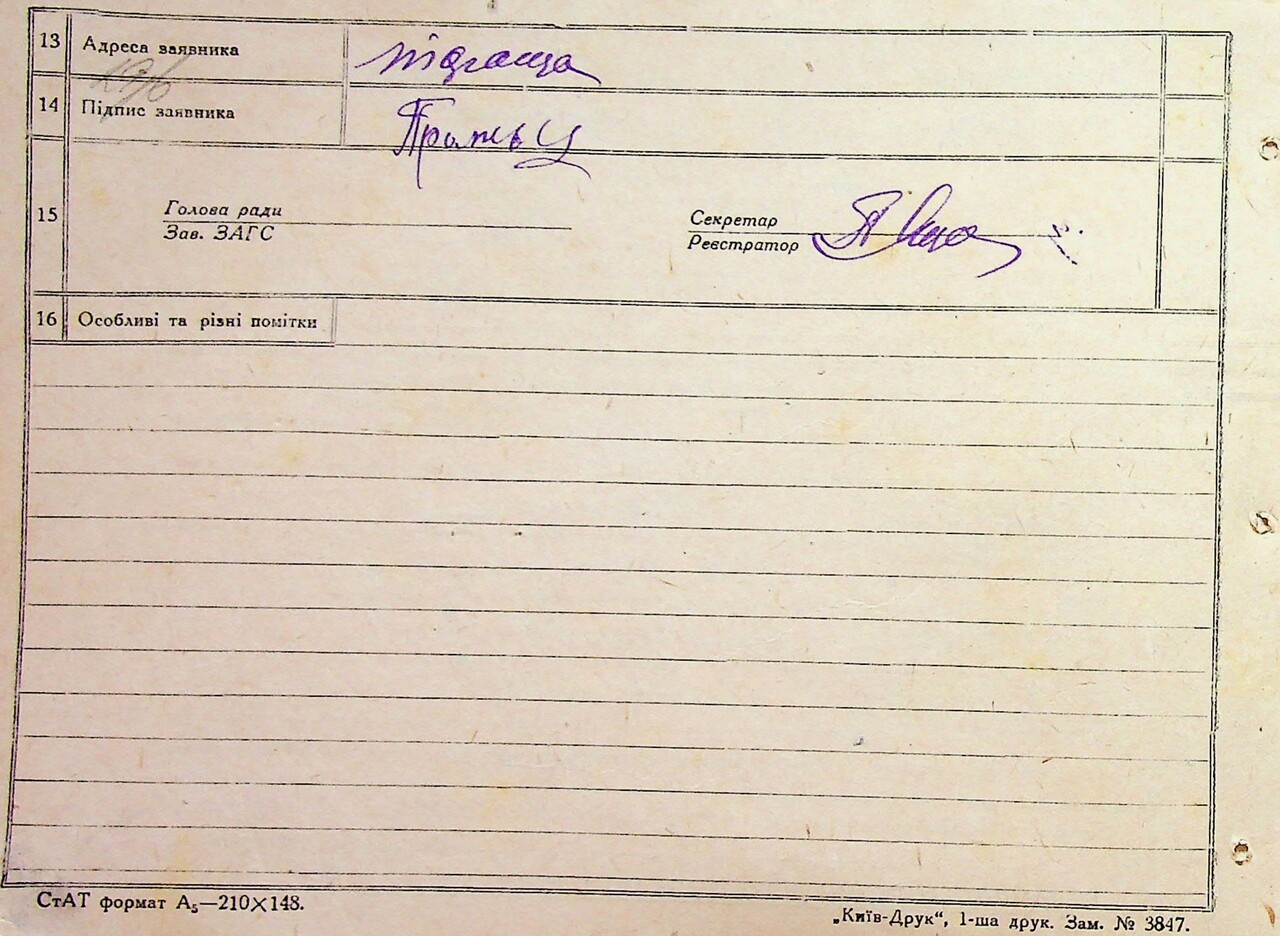 13 Адреса заявника
14 Підпис заявника
15 Голова ради
Зав. ЗАГС
Секретар
Реєстратор
16 Особливі та різні помітки
СтАТ формат А₅—210×148.
„Київ-Друк“, 1-ша друк. Зам. № 3847.